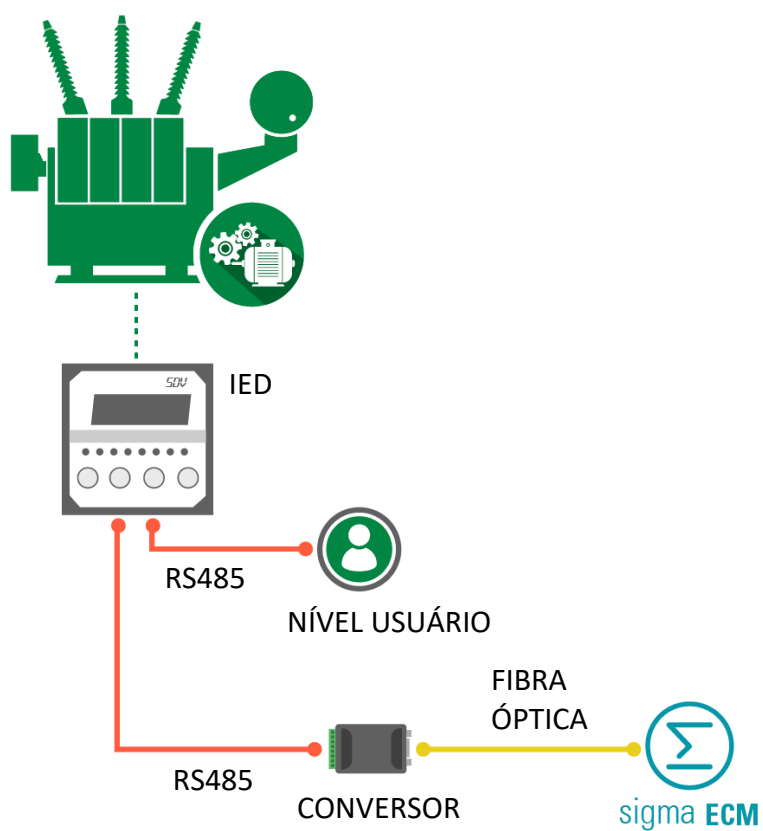 SDV
IED
RS485
NÍVEL USUÁRIO
FIBRA
ÓPTICA
RS485
CONVERSOR
sigma ECM